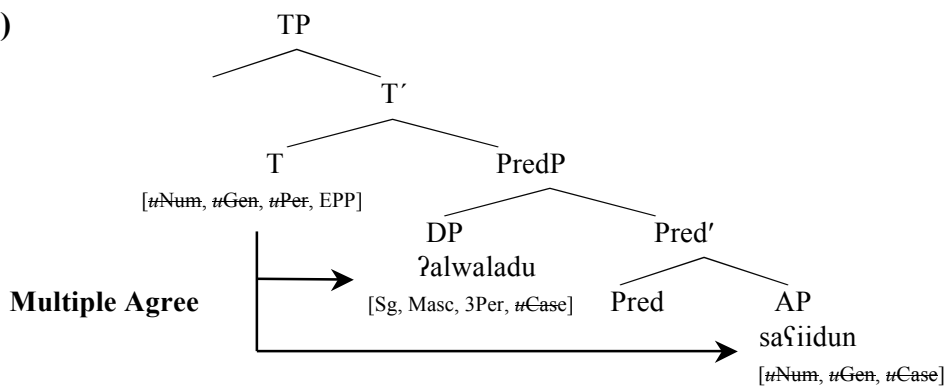 )
TP
T´
T PredP
[uNum, uGen, uPer, EPP]
DP Pred′
ʔalwaladu
[Sg, Masc, 3Per, uCase] Pred AP
Multiple Agree
saʕiidun
[uNum, uGen, uCase]